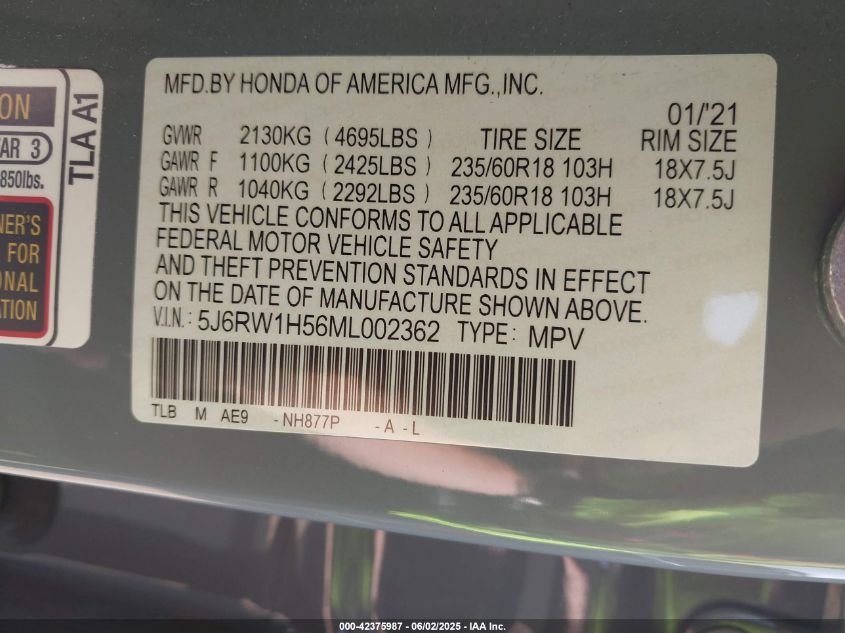 ON
AR 3
850lbs.
NER'S
FOR
ONAL
ATION
TLA A1
MFD.BY HONDA OF AMERICA MFG.,INC.
01/'21
GVWR 2130KG (4695LBS) TIRE SIZE RIM SIZE
GAWR F 1100KG (2425LBS) 235/60R18 103H 18X7.5J
GAWR R 1040KG (2292LBS) 235/60R18 103H 18X7.5J
THIS VEHICLE CONFORMS TO ALL APPLICABLE
FEDERAL MOTOR VEHICLE SAFETY
AND THEFT PREVENTION STANDARDS IN EFFECT
ON THE DATE OF MANUFACTURE SHOWN ABOVE.
V.I.N.: 5J6RW1H56ML002362 TYPE: MPV
TLB M AE9 -NH877P -A -L
000-42375987 - 06/02/2025 - IAA Inc.